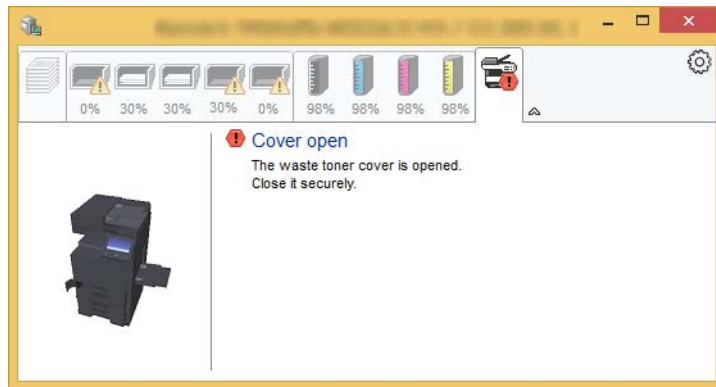 0% 30% 30% 30% 0% 98% 98% 98% 98%
Cover open
The waste toner cover is opened.
Close it securely.